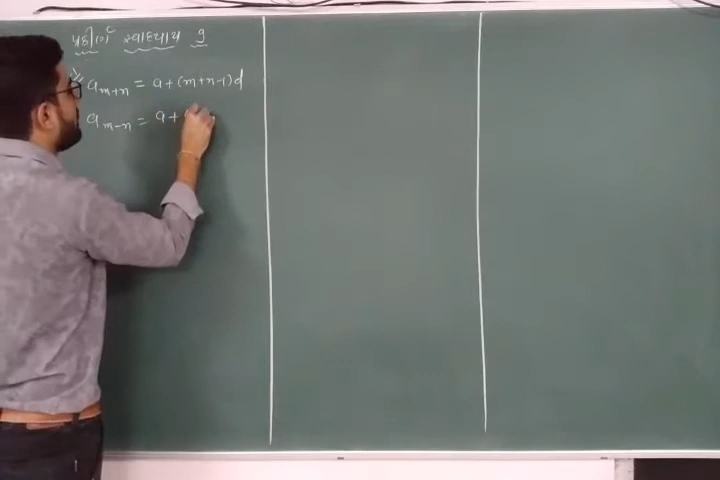 પ્રકીર્ણ સ્વાધ્યાય 9
a_{m+n} = a + (m+n-1)d
a_{m-n} = a +